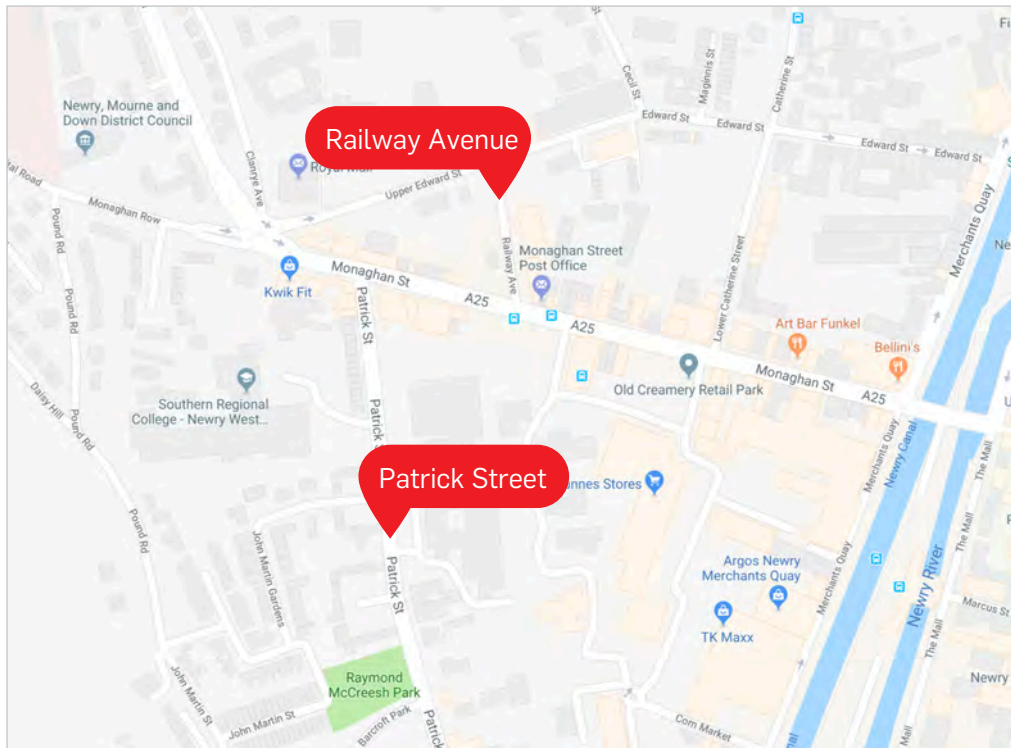 Fi
Cecil St
Maginnis St
Catherine St
Newry, Mourne and
Down District Council
Edward St
Edward St
Edward St
Edward St
Railway Avenue
Clanrye Ave
Upper Edward St
Monaghan Row
Pound Rd
Merchants Quay
Railway Ave
Monaghan Street
Post Office
Lower Catherine Street
Monaghan St
Kwik Fit
A25
A25
Art Bar Funkel
Bellini's
Patrick St
Pound Rd
Old Creamery Retail Park
Monaghan St
A25
Southern Regional
College - Newry West...
Daisy Hill
Pound Rd
Merchants Quay
Newry Canal
The Mall
Patrick Street
Pound Rd
John Martin Gardens
Patrick St
Argos Newry
Merchants Quay
TK Maxx
Merchants Quay
Newry River
The Mall
Marcus St
The Mall
Raymond
McCreesh Park
Newry
John Martin St
John Martin St
Barcroft Park
Corn Market
The Mall